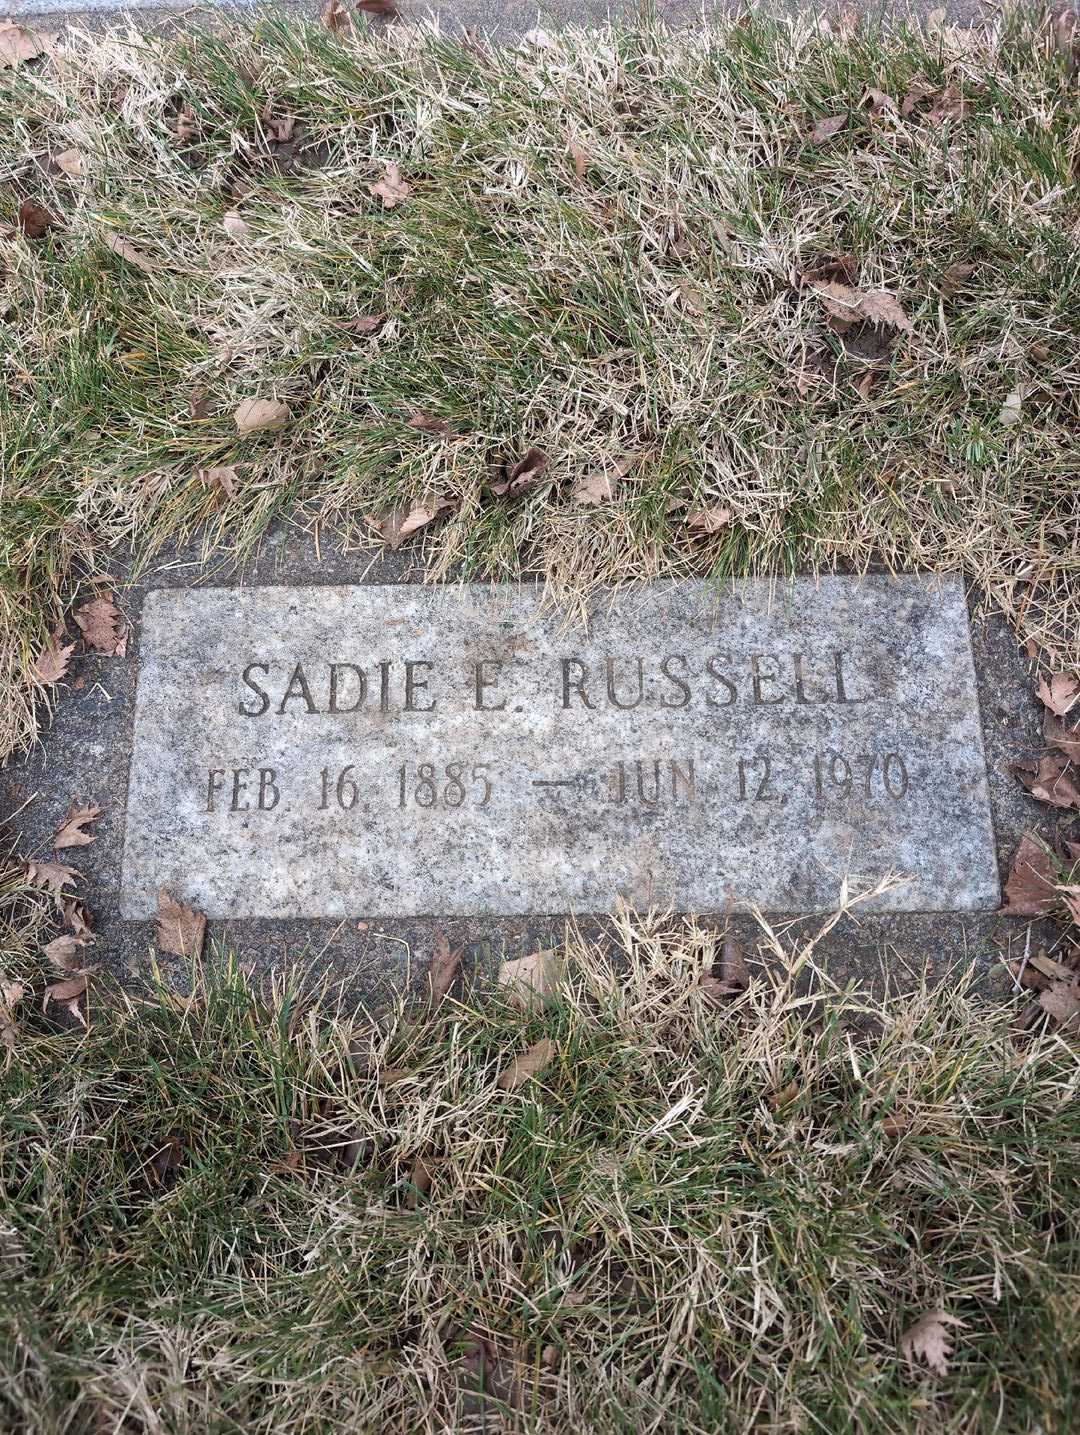 SADIE E. RUSSELL
FEB. 16, 1885 — JUN 12, 1970